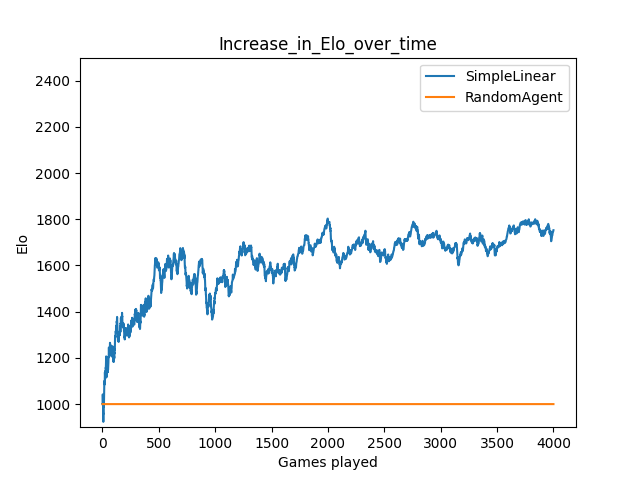 Increase_in_Elo_over_time
SimpleLinear
RandomAgent
2400
2200
2000
1800
1600
1400
1200
1000
Elo
0 500 1000 1500 2000 2500 3000 3500 4000
Games played